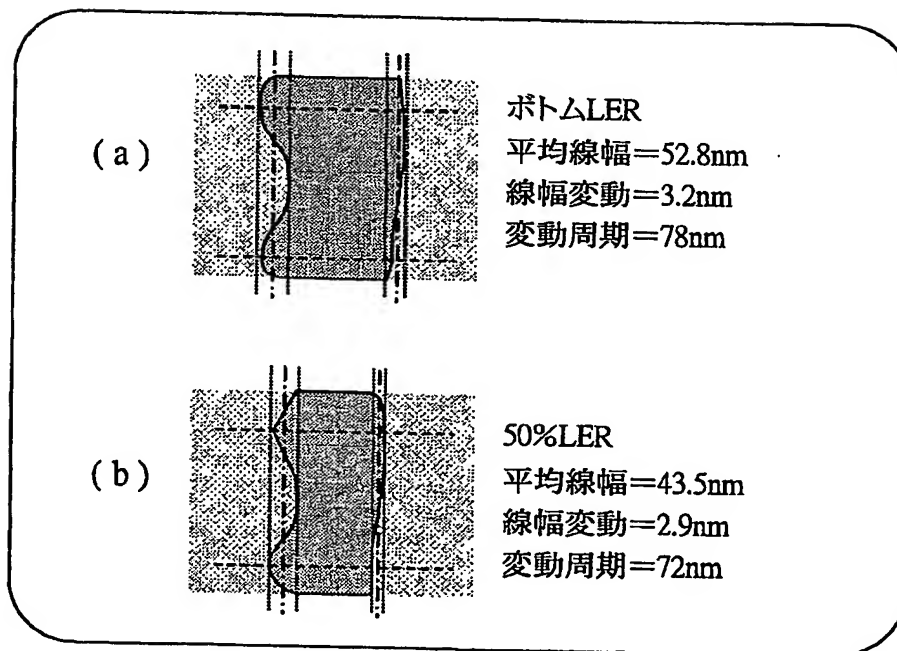 (a)
ボトムLER
平均線幅=52.8nm
線幅変動=3.2nm
変動周期=78nm
(b)
50%LER
平均線幅=43.5nm
線幅変動=2.9nm
変動周期=72nm